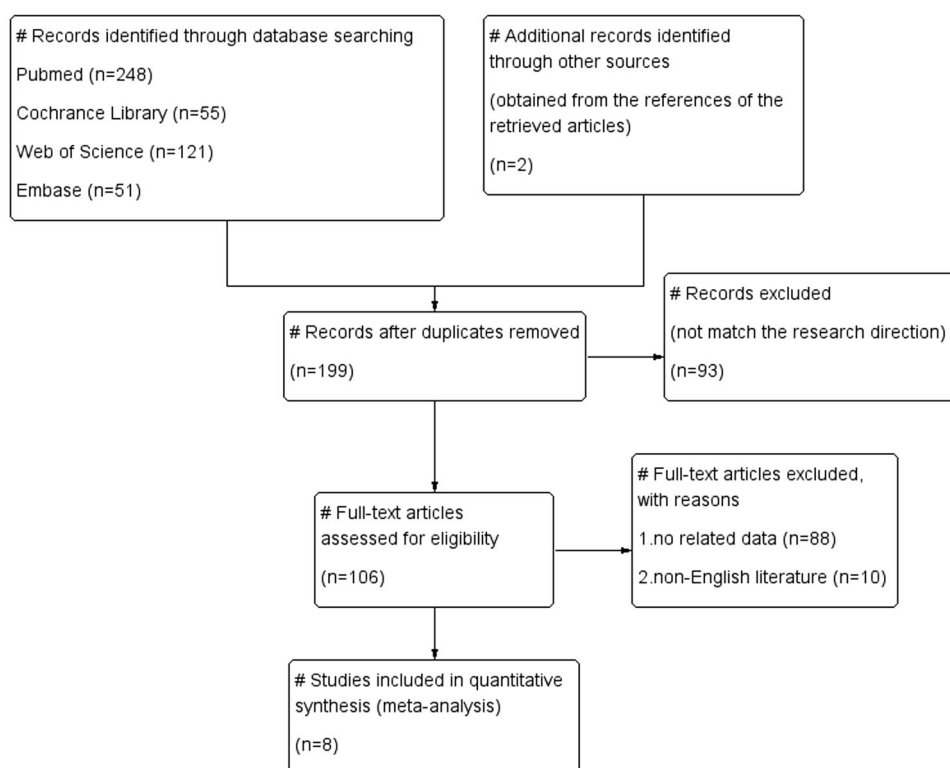 # Records identified through database searching
Pubmed (n=248)
Cochrance Library (n=55)
Web of Science (n=121)
Embase (n=51)
# Additional records identified
through other sources
(obtained from the references of the
retrieved articles)
(n=2)
# Records after duplicates removed
(n=199)
# Records excluded
(not match the research direction)
(n=93)
# Full-text articles
assessed for eligibility
(n=106)
# Full-text articles excluded,
with reasons
1.no related data (n=88)
2.non-English literature (n=10)
# Studies included in quantitative
synthesis (meta-analysis)
(n=8)